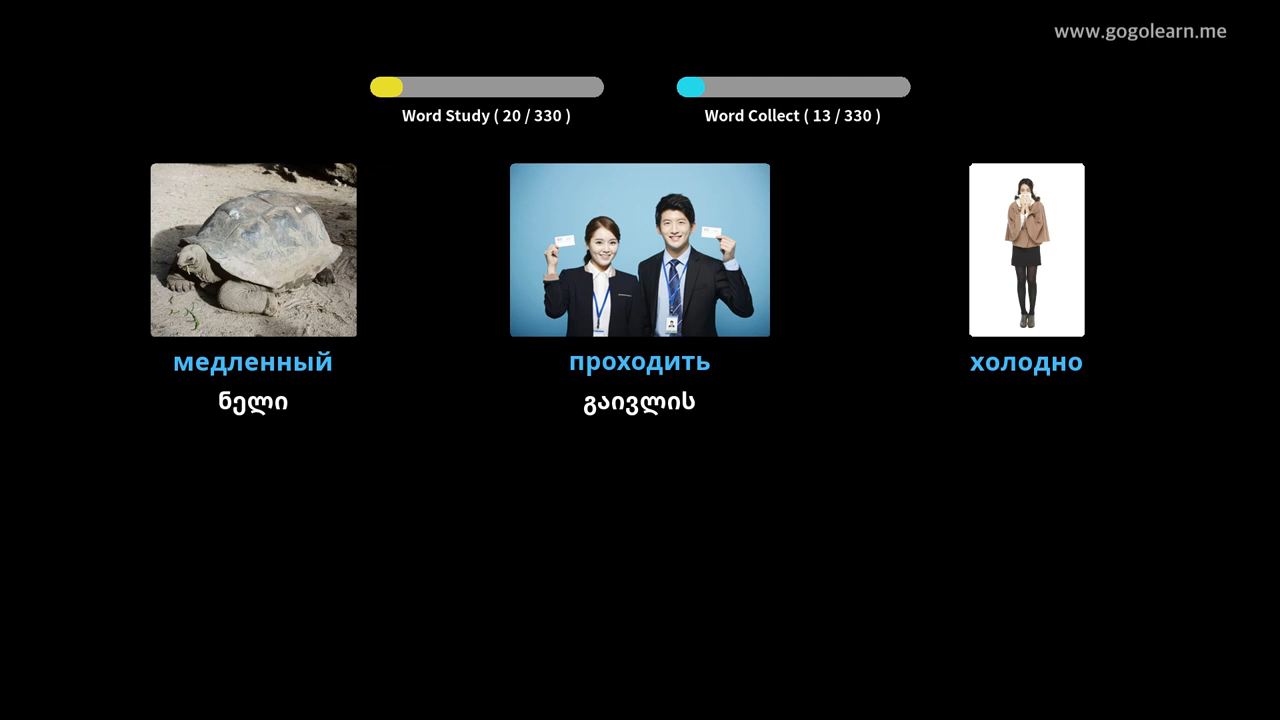 www.gogolearn.me
Word Study ( 20 / 330 )
Word Collect ( 13 / 330 )
медленный
проходить
холодно
ნელი
გაივლის